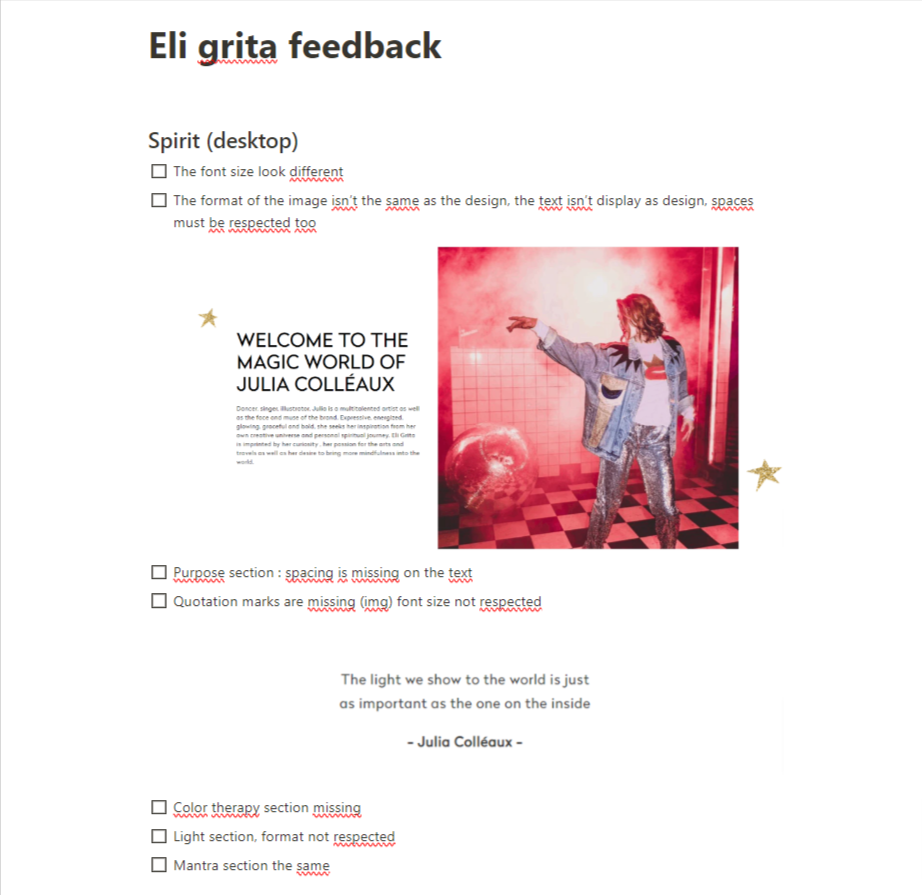 Eli grita feedback
Spirit (desktop)
The font size look different
The format of the image isn't the same as the design, the text isn't display as design, spaces
must be respected too
WELCOME TO THE
MAGIC WORLD OF
JULIA COLLÉAUX
Dancer, singer, illustrator, Julia is a multitalented artist as well
as the face and muse of the brand. Expressive, energized,
glowing, graceful and bold, she seeks her inspiration from her
own creative universe and personal spiritual journey. Eli Grita
is imprinted by her curiosity , her passion for the arts and
travels as well as her desire to bring more mindfulness into the
world.
Purpose section : spacing is missing on the text
Quotation marks are missing (img) font size not respected
The light we show to the world is just
as important as the one on the inside
- Julia Colléaux -
Color therapy section missing
Light section, format not respected
Mantra section the same